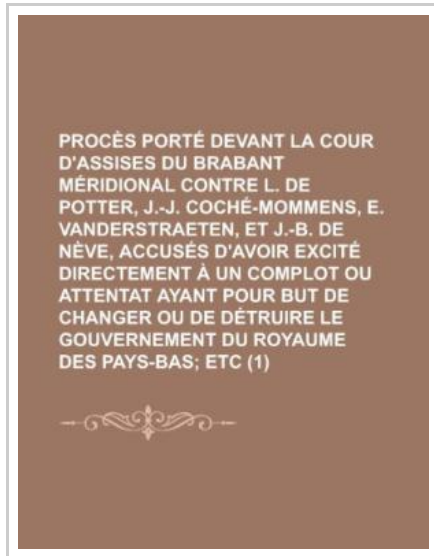 PROCÈS PORTÉ DEVANT LA COUR
D'ASSISES DU BRABANT
MÉRIDIONAL CONTRE L. DE
POTTER, J.-J. COCHÉ-MOMMENS, E.
VANDERSTRAETEN, ET J.-B. DE
NÈVE, ACCUSÉS D'AVOIR EXCITÉ
DIRECTEMENT À UN COMPLOT OU
ATTENTAT AYANT POUR BUT DE
CHANGER OU DE DÉTRUIRE LE
GOUVERNEMENT DU ROYAUME
DES PAYS-BAS; ETC (1)